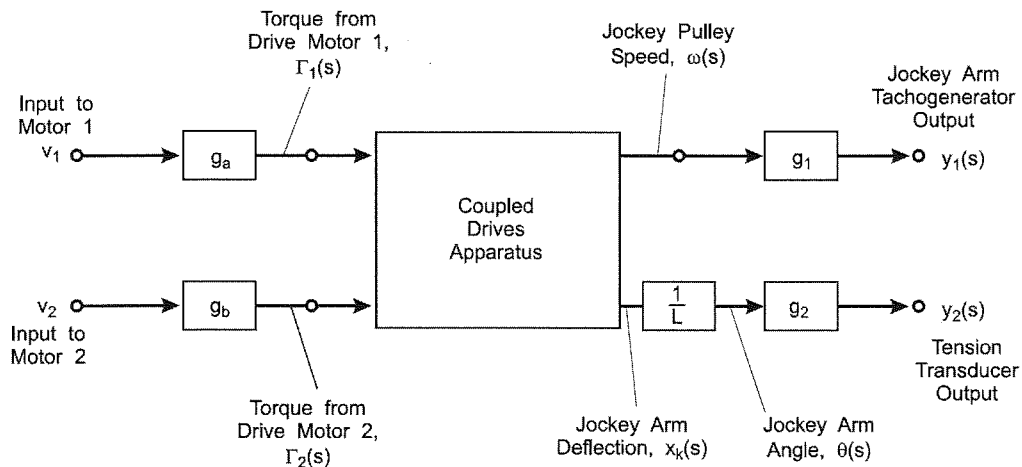 Torque from
Drive Motor 1,
Γ₁(s)
Jockey Pulley
Speed, ω(s)
Jockey Arm
Tachogenerator
Output
Input to
Motor 1
v₁
gₐ
g₁
y₁(s)
Coupled
Drives
Apparatus
v₂
g_b
1
L
g₂
y₂(s)
Input to
Motor 2
Tension
Transducer
Output
Torque from
Drive Motor 2,
Γ₂(s)
Jockey Arm
Deflection, xₖ(s)
Jockey Arm
Angle, θ(s)